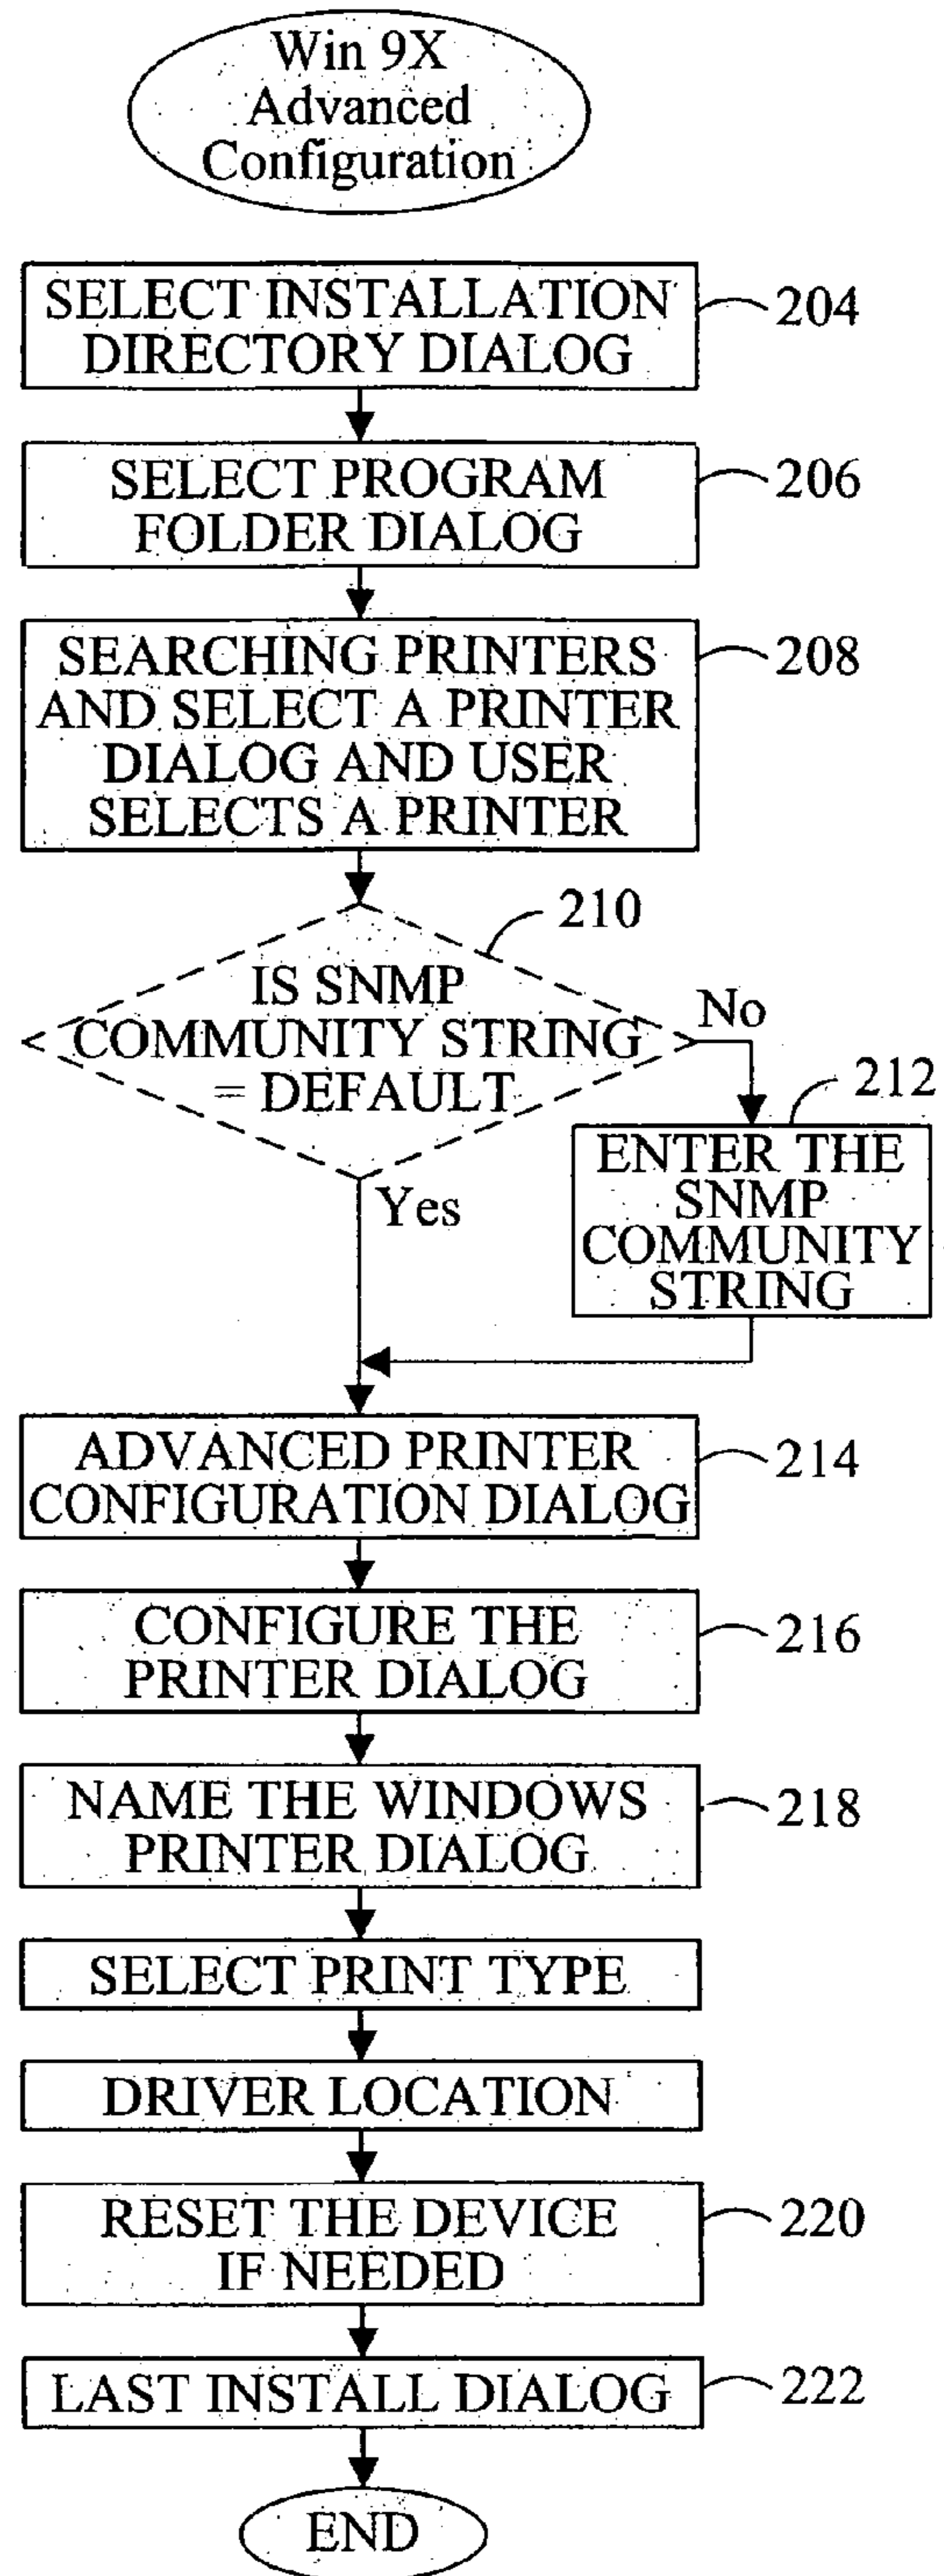 Win 9X
Advanced
Configuration
SELECT INSTALLATION
DIRECTORY DIALOG
204
SELECT PROGRAM
FOLDER DIALOG
206
SEARCHING PRINTERS
AND SELECT A PRINTER
DIALOG AND USER
SELECTS A PRINTER
208
210
IS SNMP
COMMUNITY STRING
= DEFAULT
No
Yes
212
ENTER THE
SNMP
COMMUNITY
STRING
ADVANCED PRINTER
CONFIGURATION DIALOG
214
CONFIGURE THE
PRINTER DIALOG
216
NAME THE WINDOWS
PRINTER DIALOG
218
SELECT PRINT TYPE
DRIVER LOCATION
RESET THE DEVICE
IF NEEDED
220
LAST INSTALL DIALOG
222
END